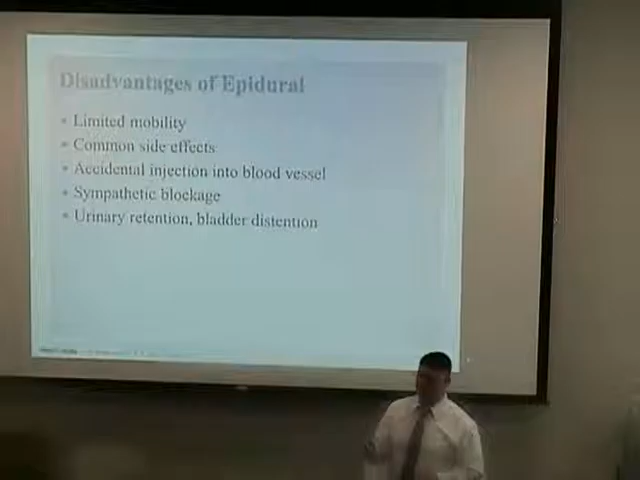 Disadvantages of Epidural
• Limited mobility
• Common side effects
• Accidental injection into blood vessel
• Sympathetic blockage
• Urinary retention, bladder distention